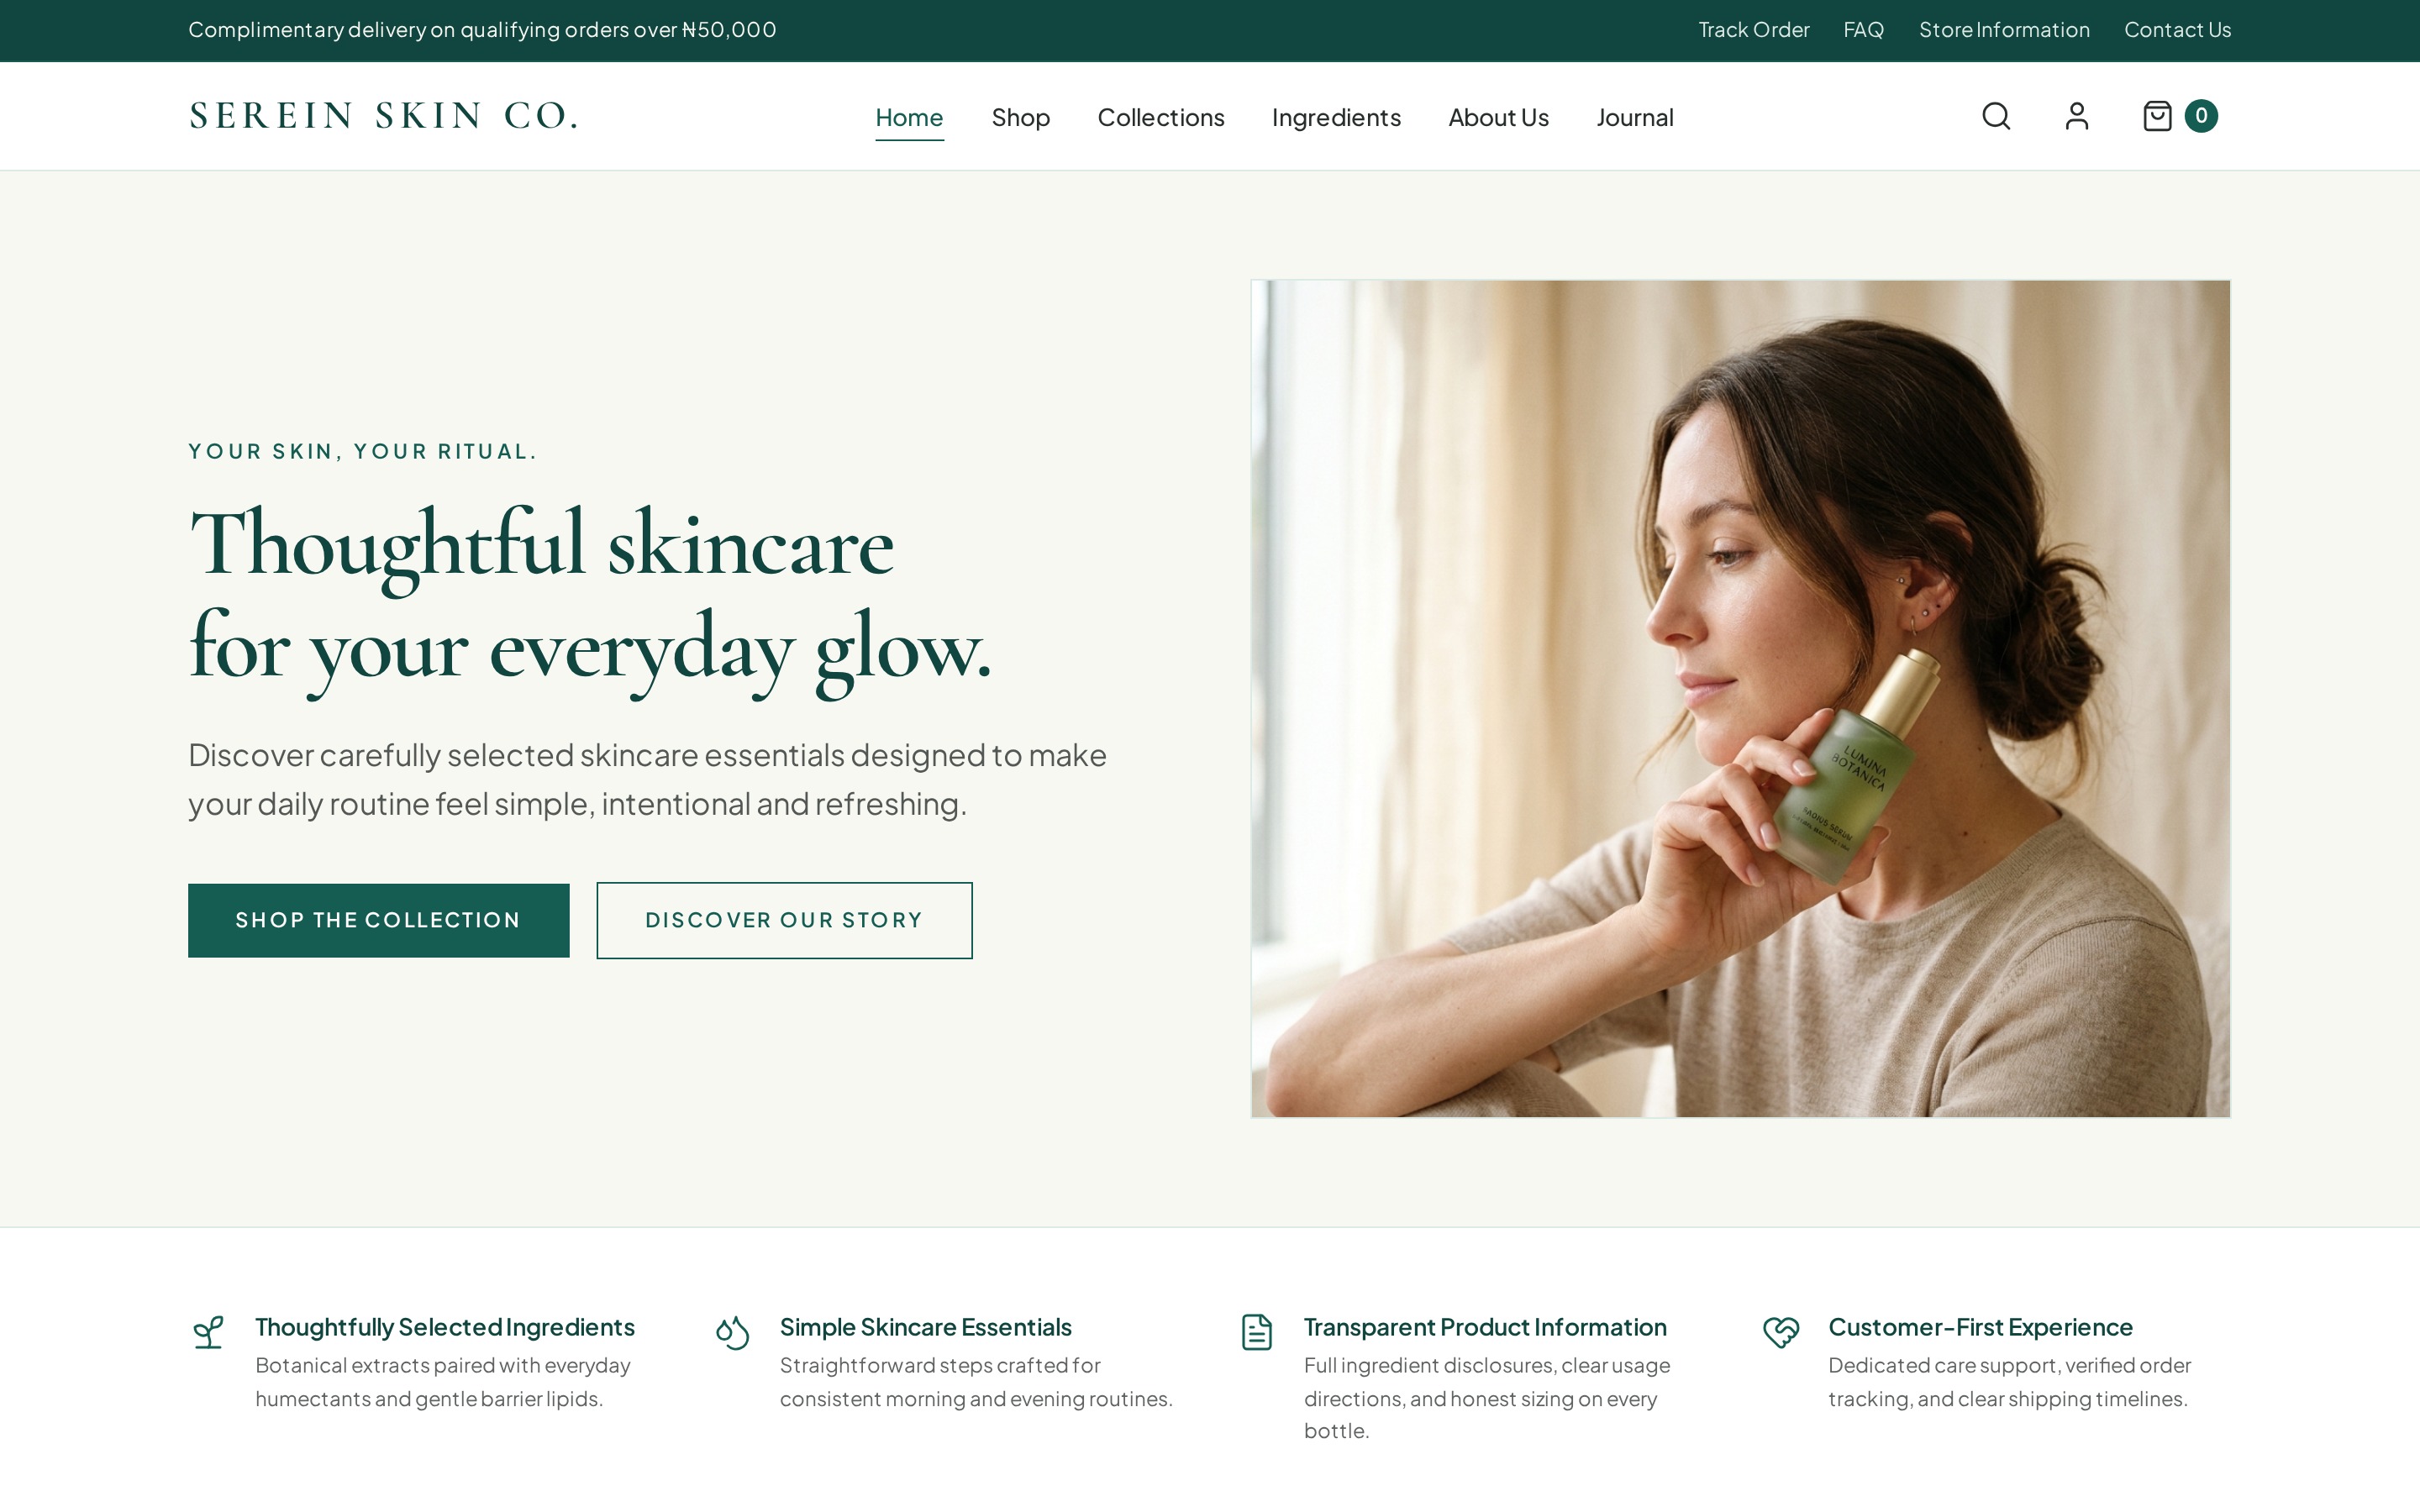 Complimentary delivery on qualifying orders over ₦50,000
Track Order FAQ Store Information Contact Us
SEREIN SKIN CO.
Home Shop Collections Ingredients About Us Journal
0
YOUR SKIN, YOUR RITUAL.
Thoughtful skincare
for your everyday glow.
Discover carefully selected skincare essentials designed to make
your daily routine feel simple, intentional and refreshing.
SHOP THE COLLECTION
DISCOVER OUR STORY
LUMINA
BOTANICA
Thoughtfully Selected Ingredients
Botanical extracts paired with everyday
humectants and gentle barrier lipids.
Simple Skincare Essentials
Straightforward steps crafted for
consistent morning and evening routines.
Transparent Product Information
Full ingredient disclosures, clear usage
directions, and honest sizing on every
bottle.
Customer-First Experience
Dedicated care support, verified order
tracking, and clear shipping timelines.